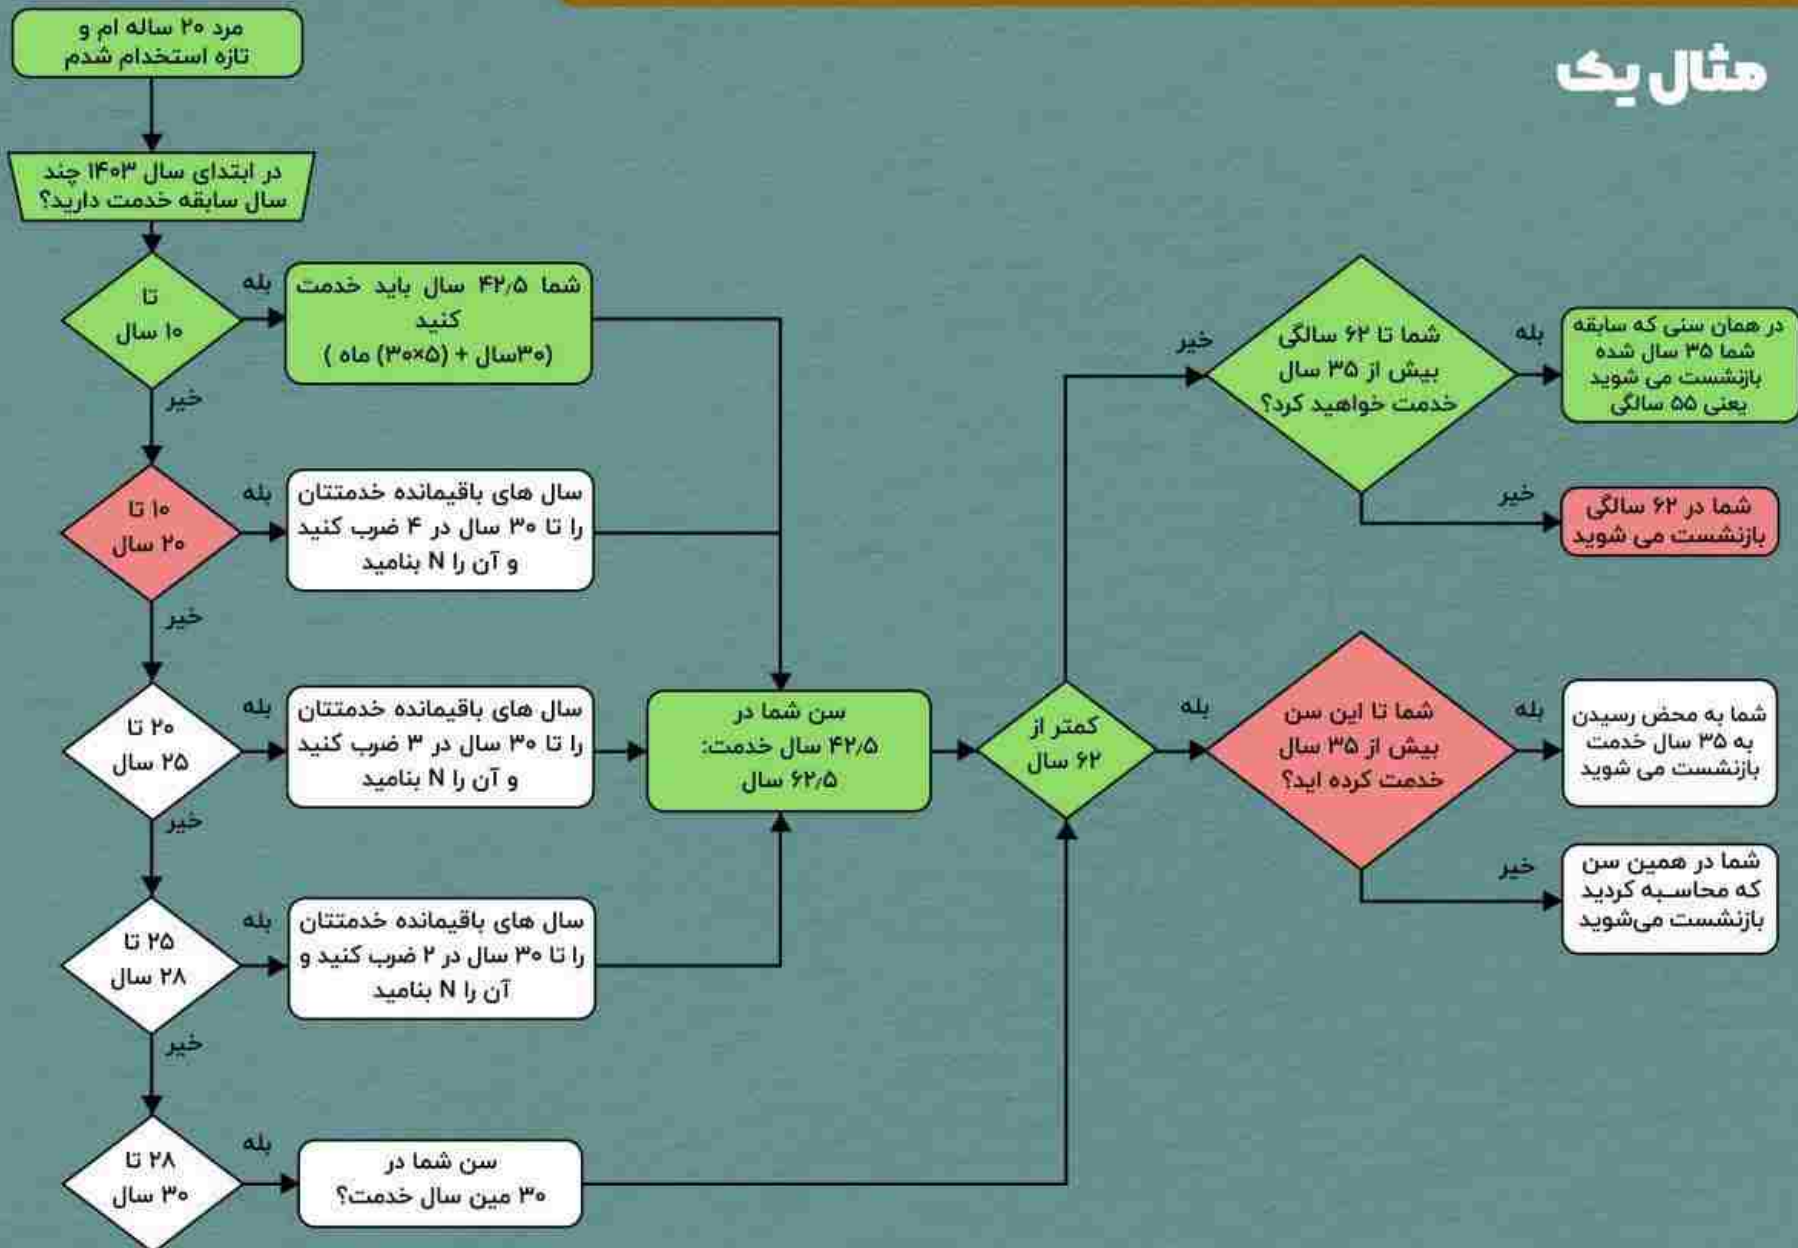 مثال یک
مرد ۲۰ ساله ام و
تازه استخدام شدم
در ابتدای سال ۱۴۰۳ چند
سال سابقه خدمت دارید؟
تا
۱۰ سال
بله
شما ۴۲٫۵ سال باید خدمت
کنید
(۳۰سال + (۵×۳۰) ماه )
خیر
۱۰ تا
۲۰ سال
بله
سال های باقیمانده خدمتتان
را تا ۳۰ سال در ۴ ضرب کنید
و آن را N بنامید
خیر
۲۰ تا
۲۵ سال
بله
سال های باقیمانده خدمتتان
را تا ۳۰ سال در ۳ ضرب کنید
و آن را N بنامید
خیر
۲۵ تا
۲۸ سال
بله
سال های باقیمانده خدمتتان
را تا ۳۰ سال در ۲ ضرب کنید و
آن را N بنامید
خیر
۲۸ تا
۳۰ سال
بله
سن شما در
۳۰ مین سال خدمت؟
سن شما در
۴۲٫۵ سال خدمت:
۶۲٫۵ سال
کمتر از
۶۲ سال
خیر
شما تا ۶۲ سالگی
بیش از ۳۵ سال
خدمت خواهید کرد؟
بله
در همان سنی که سابقه
شما ۳۵ سال شده
بازنشست می شوید
یعنی ۵۵ سالگی
خیر
شما در ۶۲ سالگی
بازنشست می شوید
بله
شما تا این سن
بیش از ۳۵ سال
خدمت کرده اید؟
بله
شما به محض رسیدن
به ۳۵ سال خدمت
بازنشست می شوید
خیر
شما در همین سن
که محاسبه کردید
بازنشست می‌شوید